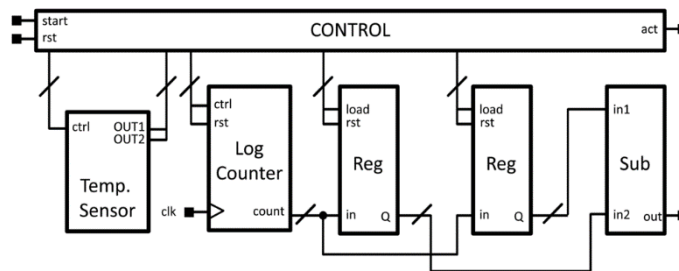 start
rst
CONTROL
act
ctrl
OUT1
OUT2
Temp.
Sensor
ctrl
rst
Log
Counter
clk
count
load
rst
Reg
in
Q
load
rst
Reg
in
Q
in1
Sub
in2
out